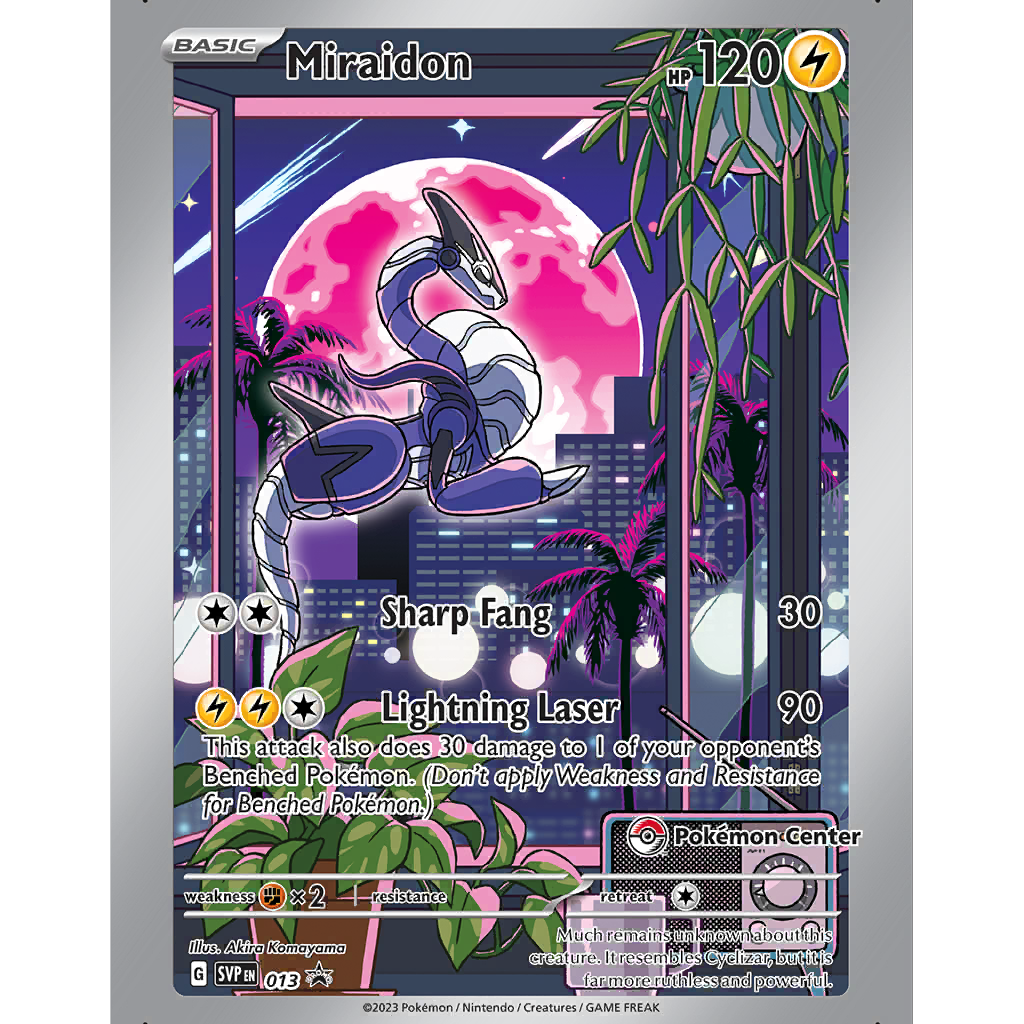 BASIC Miraidon HP 120
Sharp Fang 30
Lightning Laser 90
This attack also does 30 damage to 1 of your opponent's
Benched Pokémon. (Don't apply Weakness and Resistance
for Benched Pokémon.)
Pokémon Center
weakness ×2 resistance retreat
Much remains unknown about this
creature. It resembles Cyclizar, but it is
far more ruthless and powerful.
Illus. Akira Komayama
G SVP EN 013
©2023 Pokémon / Nintendo / Creatures / GAME FREAK